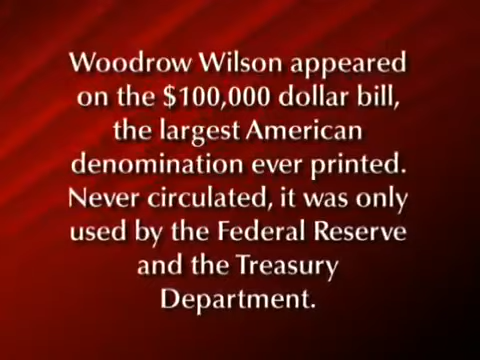 Woodrow Wilson appeared
on the $100,000 dollar bill,
the largest American
denomination ever printed.
Never circulated, it was only
used by the Federal Reserve
and the Treasury
Department.